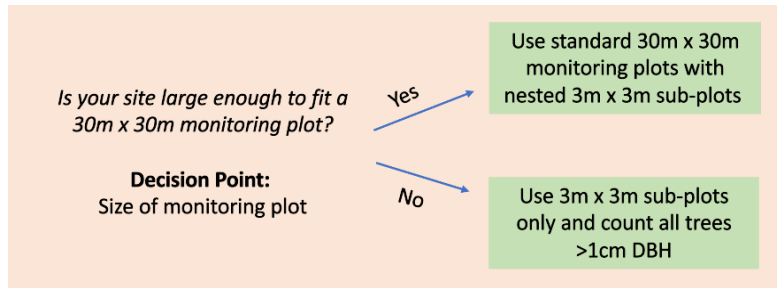 Is your site large enough to fit a
30m x 30m monitoring plot?
Decision Point:
Size of monitoring plot
Yes
No
Use standard 30m x 30m
monitoring plots with
nested 3m x 3m sub-plots
Use 3m x 3m sub-plots
only and count all trees
>1cm DBH